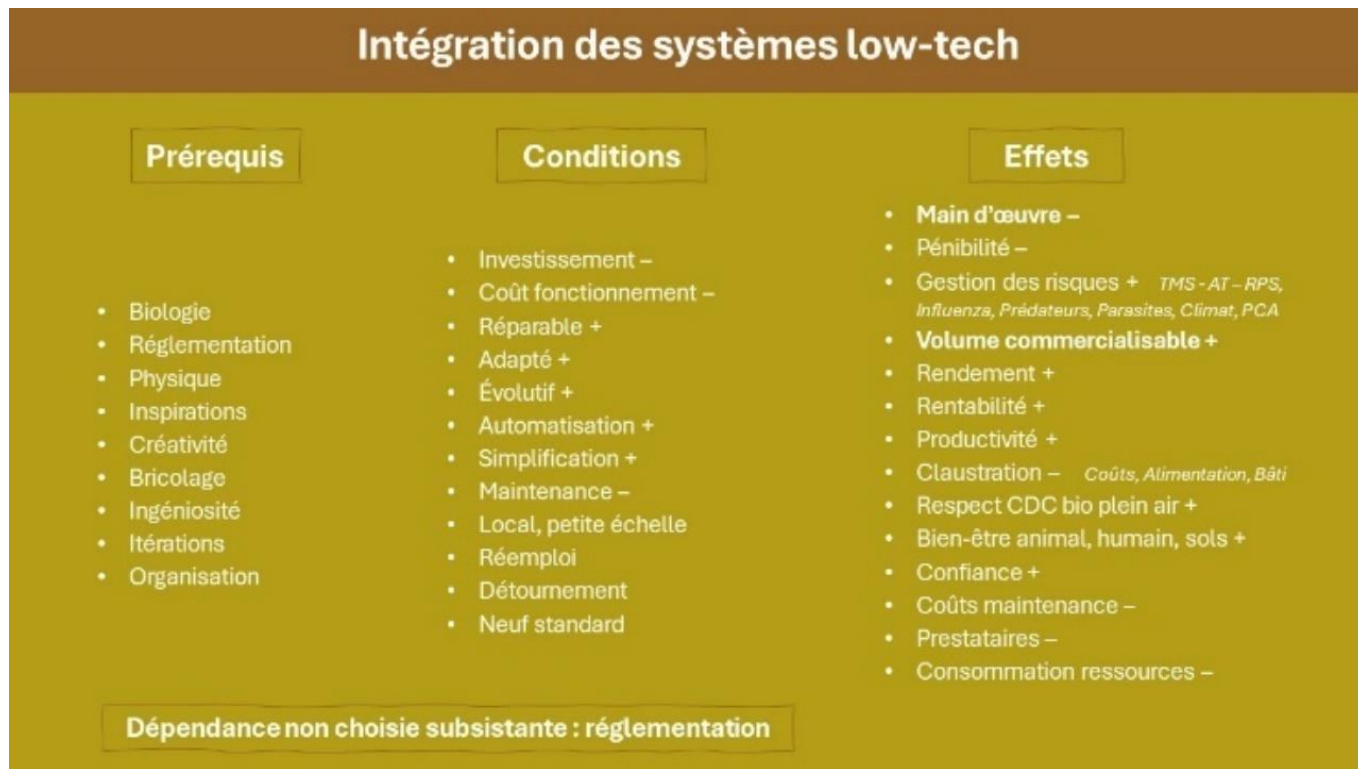 Intégration des systèmes low-tech
Prérequis
• Biologie
• Réglementation
• Physique
• Inspirations
• Créativité
• Bricolage
• Ingéniosité
• Itérations
• Organisation
Conditions
• Investissement –
• Coût fonctionnement –
• Réparable +
• Adapté +
• Évolutif +
• Automatisation +
• Simplification +
• Maintenance –
• Local, petite échelle
• Réemploi
• Détournement
• Neuf standard
Effets
• Main d'œuvre –
• Pénibilité –
• Gestion des risques + TMS - AT – RPS,
Influenza, Prédateurs, Parasites, Climat, PCA
• Volume commercialisable +
• Rendement +
• Rentabilité +
• Productivité +
• Claustration – Coûts, Alimentation, Bâti
• Respect CDC bio plein air +
• Bien-être animal, humain, sols +
• Confiance +
• Coûts maintenance –
• Prestataires –
• Consommation ressources –
Dépendance non choisie subsistante : réglementation